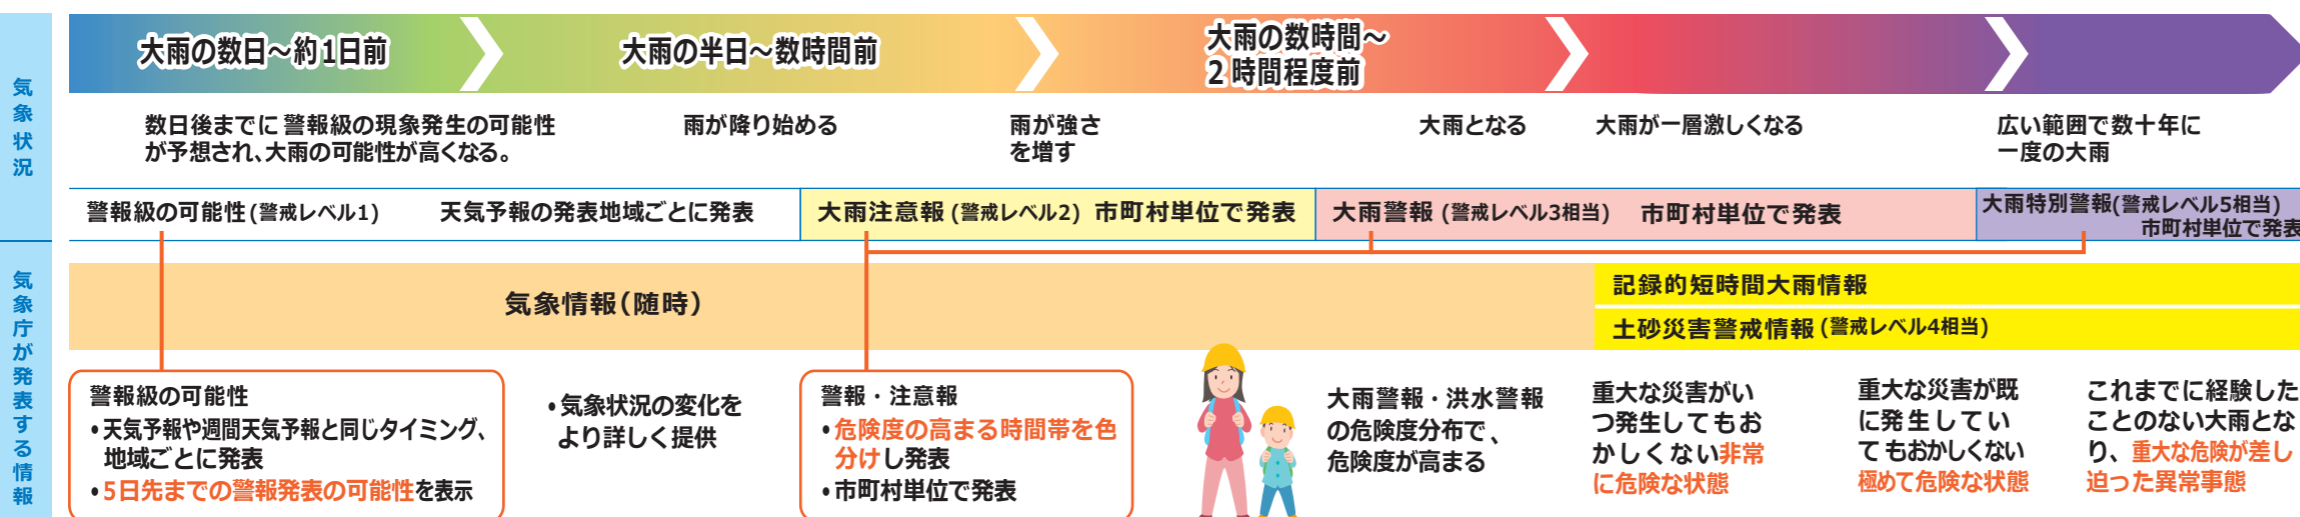 気象状況
大雨の数日～約1日前
大雨の半日～数時間前
大雨の数時間～
2時間程度前
数日後までに 警報級の現象発生の可能性
が予想され、大雨の可能性が高くなる。
雨が降り始める
雨が強さ
を増す
大雨となる
大雨が一層激しくなる
広い範囲で数十年に
一度の大雨
気象庁が発表する情報
警報級の可能性(警戒レベル1)
天気予報の発表地域ごとに発表
大雨注意報(警戒レベル2) 市町村単位で発表
大雨警報(警戒レベル3相当) 市町村単位で発表
大雨特別警報(警戒レベル5相当)
市町村単位で発表
気象情報(随時)
記録的短時間大雨情報
土砂災害警戒情報(警戒レベル4相当)
警報級の可能性
•天気予報や週間天気予報と同じタイミング、
地域ごとに発表
•5日先までの警報発表の可能性を表示
•気象状況の変化を
より詳しく提供
警報・注意報
•危険度の高まる時間帯を色
分けし発表
•市町村単位で発表
大雨警報・洪水警報
の危険度分布で、
危険度が高まる
重大な災害がい
つ発生してもお
かしくない非常
に危険な状態
重大な災害が既
に発生してい
てもおかしくない
極めて危険な状態
これまでに経験した
ことのない大雨とな
り、重大な危険が差し
迫った異常事態